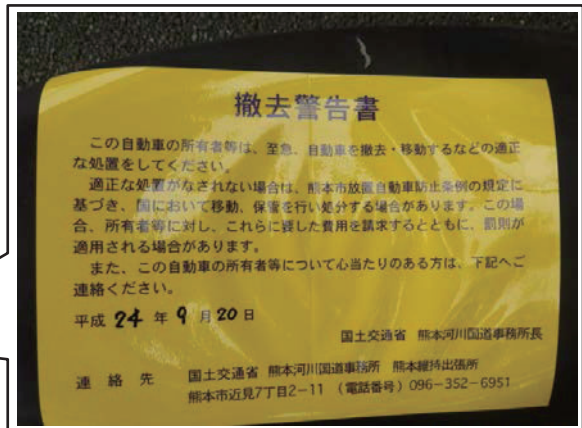 撤去警告書
この自動車の所有者等は、至急、自動車を撤去・移動するなどの適正
な処置をしてください。
適正な処置がなされない場合は、熊本市放置自動車防止条例の規定に
基づき、国において移動、保管を行い処分する場合があります。この場
合、所有者等に対し、これらに要した費用を請求するとともに、罰則が
適用される場合があります。
また、この自動車の所有者等について心当たりのある方は、下記へご
連絡ください。
平成 24 年 9 月 20 日
国土交通省 熊本河川国道事務所長
連絡先 国土交通省 熊本河川国道事務所 熊本維持出張所
熊本市近見7丁目2-11 (電話番号) 096-352-6951